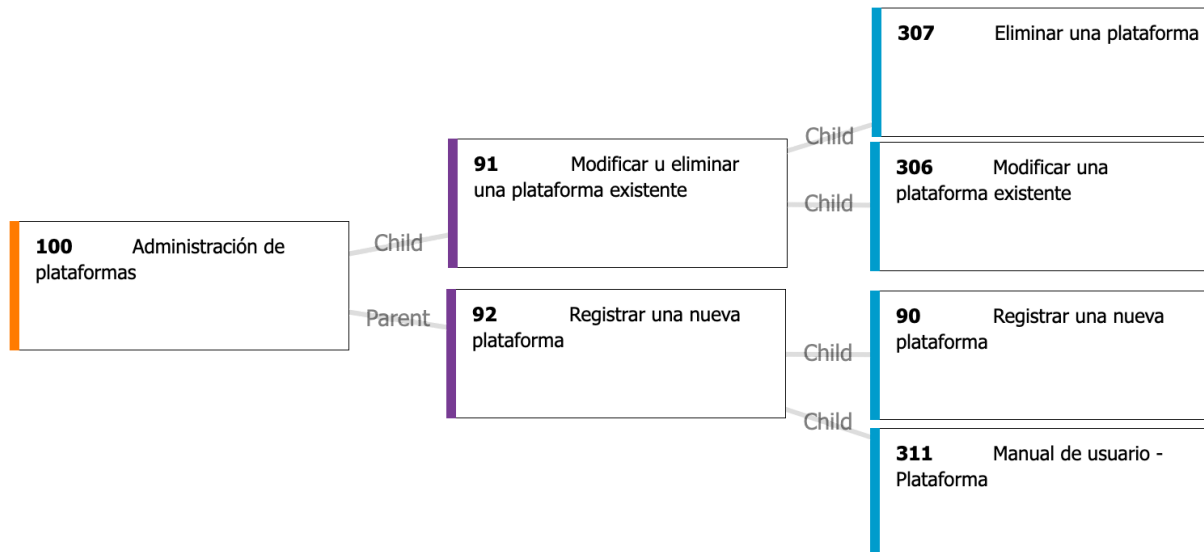 307 Eliminar una plataforma
Child
91 Modificar u eliminar
una plataforma existente
306 Modificar una
plataforma existente
Child
100 Administración de
plataformas
Child
Parent
92 Registrar una nueva
plataforma
90 Registrar una nueva
plataforma
Child
Child
311 Manual de usuario -
Plataforma